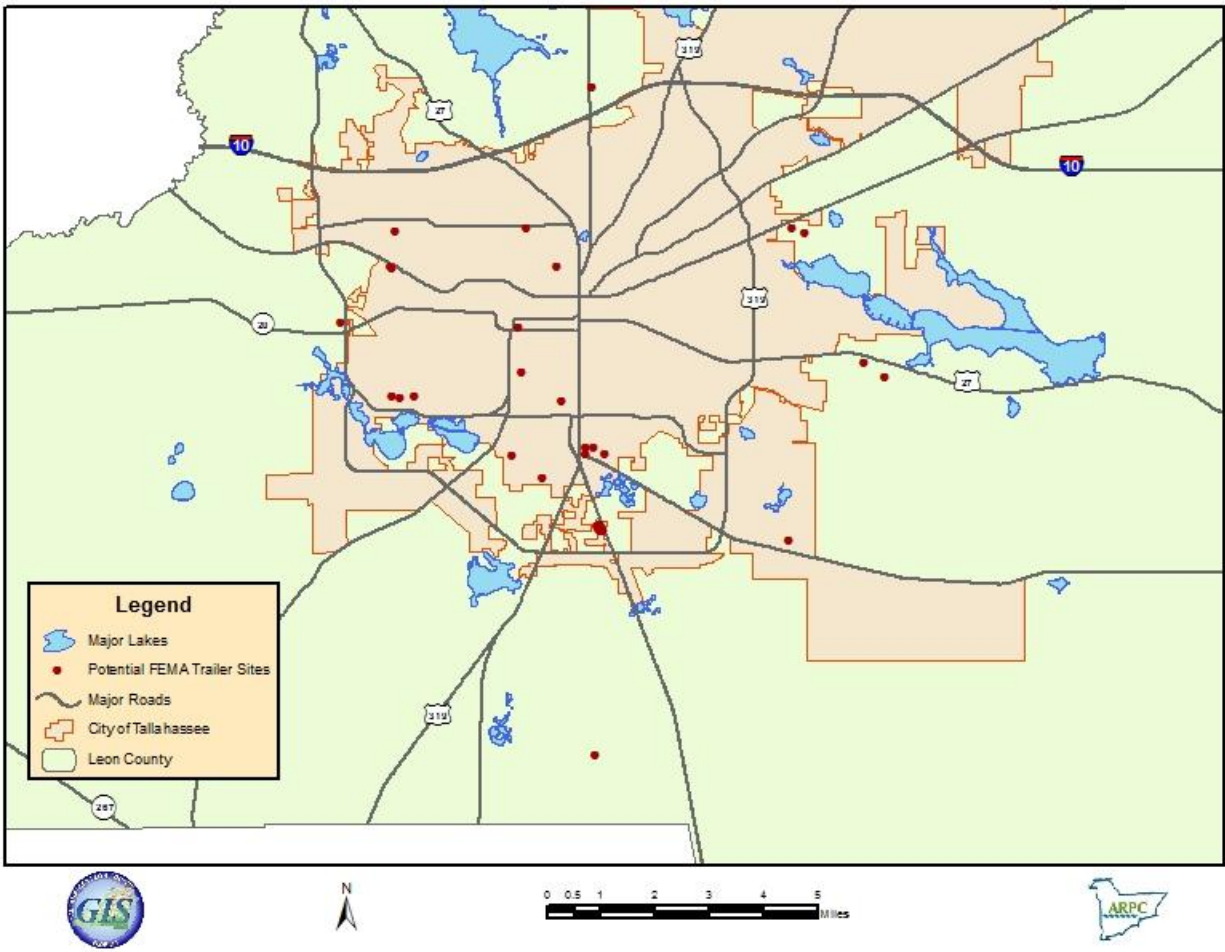 319
27
10
10
319
20
27
Legend
Major Lakes
Potential FEMA Trailer Sites
Major Roads
City of Tallahassee
Leon County
319
267
GIS
N
0 0.5 1 2 3 4 5
Miles
ARPC